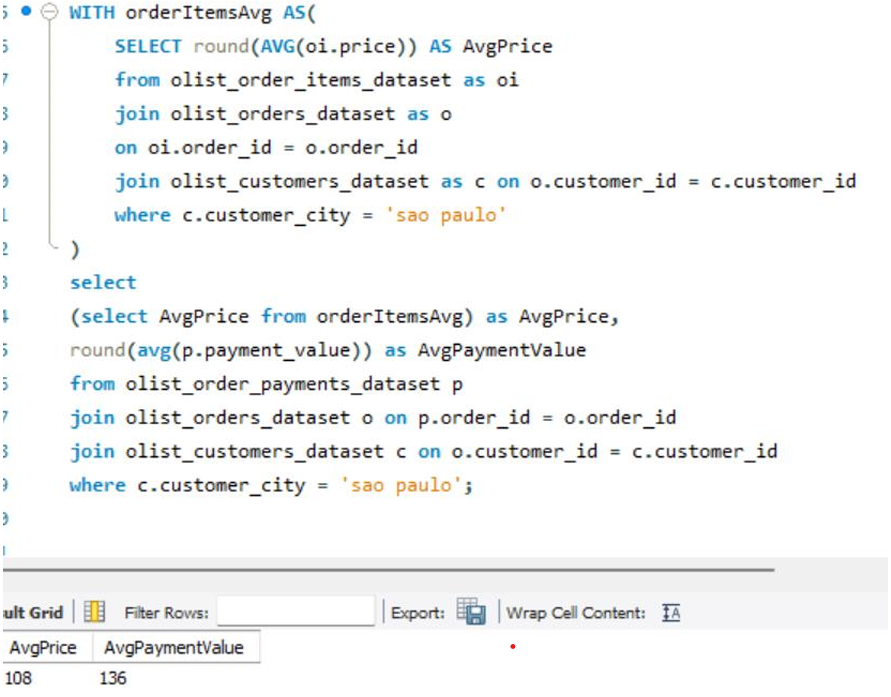 WITH orderItemsAvg AS(
SELECT round(AVG(oi.price)) AS AvgPrice
from olist_order_items_dataset as oi
join olist_orders_dataset as o
on oi.order_id = o.order_id
join olist_customers_dataset as c on o.customer_id = c.customer_id
where c.customer_city = 'sao paulo'
)
select
(select AvgPrice from orderItemsAvg) as AvgPrice,
round(avg(p.payment_value)) as AvgPaymentValue
from olist_order_payments_dataset p
join olist_orders_dataset o on p.order_id = o.order_id
join olist_customers_dataset c on o.customer_id = c.customer_id
where c.customer_city = 'sao paulo';
ult Grid Filter Rows: Export: Wrap Cell Content:
AvgPrice AvgPaymentValue
108 136